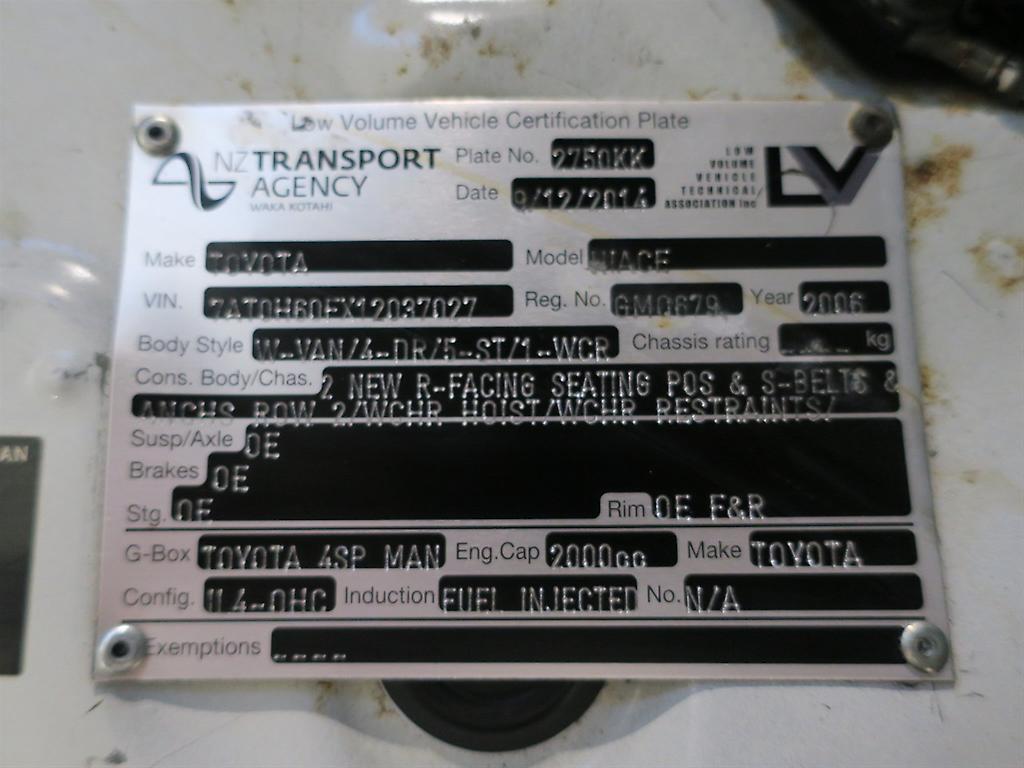 Low Volume Vehicle Certification Plate
NZ TRANSPORT AGENCY
WAKA KOTAHI
Plate No. 2750KK
Date 9/12/2014
LOW VOLUME VEHICLE TECHNICAL ASSOCIATION Inc
LV
Make TOYOTA Model HIACE
VIN. 7AT0H60FX12037027 Reg. No. Year 2006
Body Style W-VAN/4-DR/5-ST/1-WCR Chassis rating kg
Cons. Body/Chas. 2 NEW R-FACING SEATING POS & S-BELTS &
ANCHS ROW 2/WCHR HOIST/WCHR RESTRAINTS/
Susp/Axle OE
Brakes OE
Stg. OE Rim OE F&R
G-Box TOYOTA 4SP MAN Eng.Cap 2000cc Make TOYOTA
Config. IL4-OHC Induction FUEL INJECTED No. N/A
Exemptions ----
AN